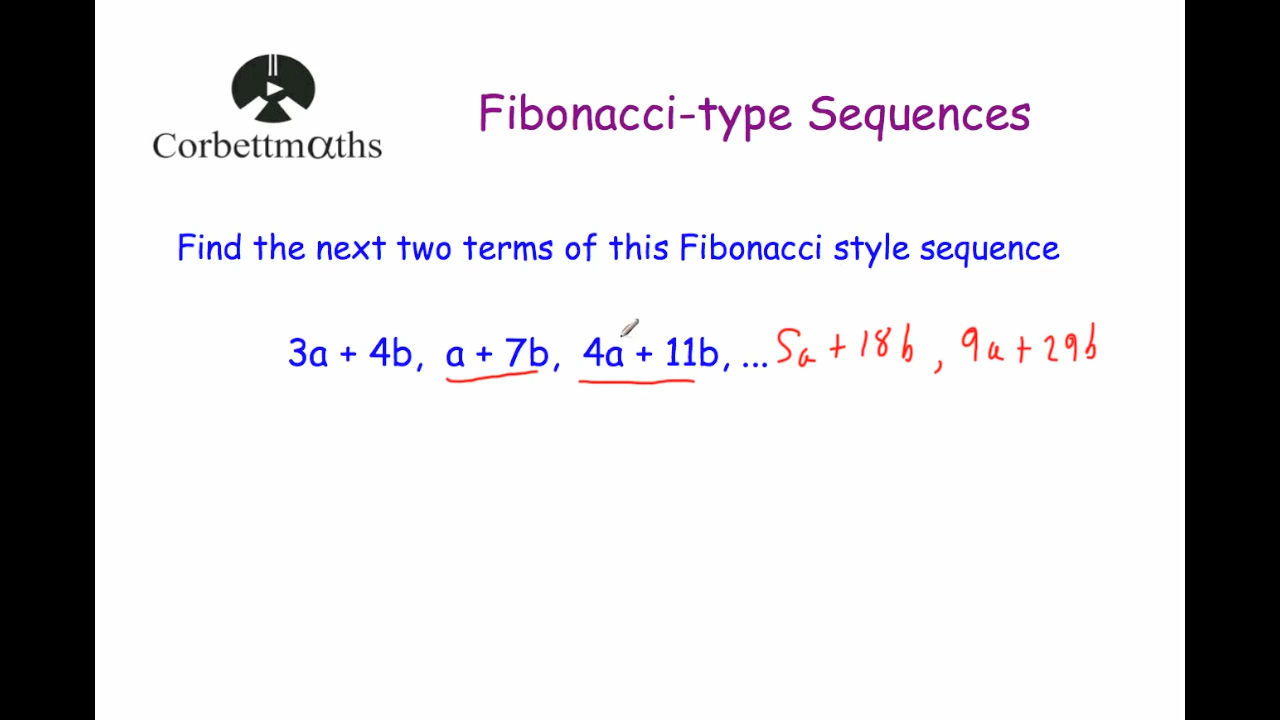 Corbettmαths
Fibonacci-type Sequences
Find the next two terms of this Fibonacci style sequence
3a + 4b, a + 7b, 4a + 11b, ... 5a + 18b , 9a + 29b